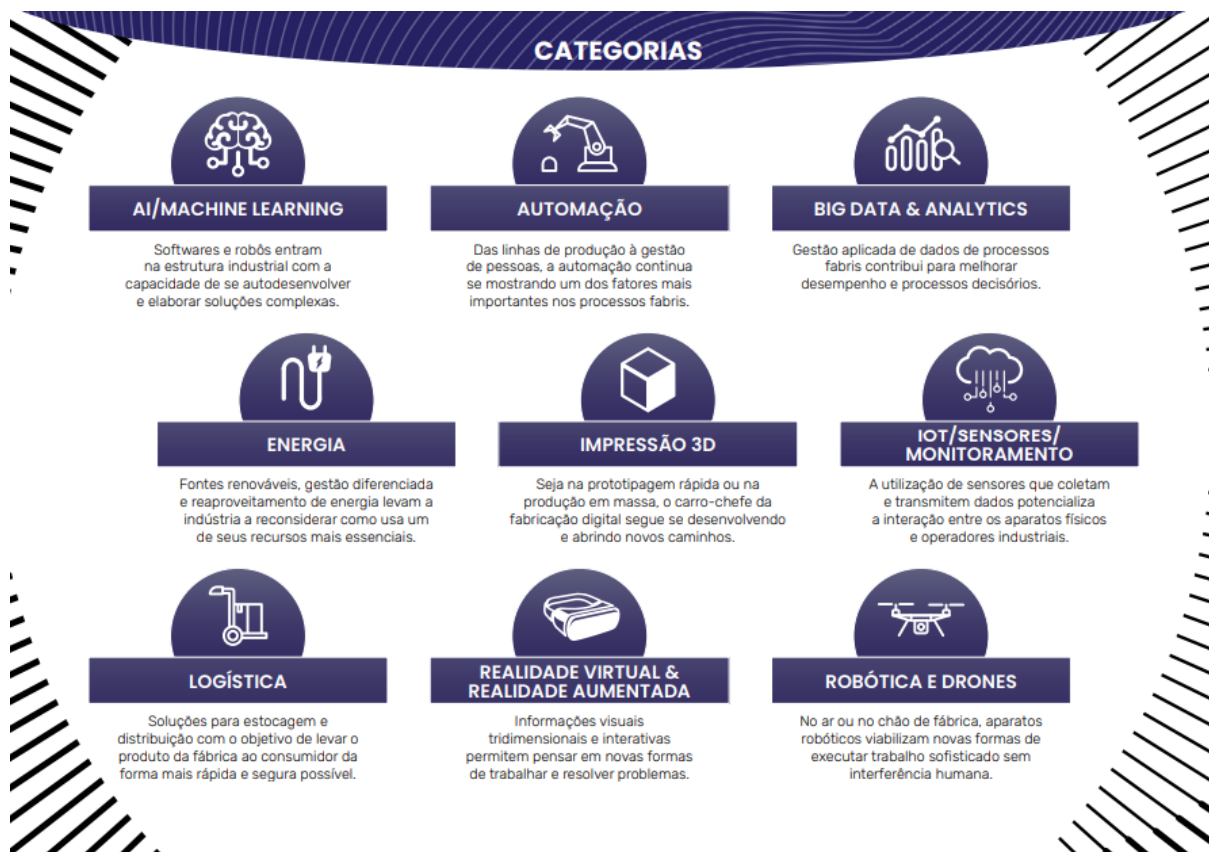 CATEGORIAS
AI/MACHINE LEARNING
Softwares e robôs entram
na estrutura industrial com a
capacidade de se autodesenvolver
e elaborar soluções complexas.
AUTOMAÇÃO
Das linhas de produção à gestão
de pessoas, a automação continua
se mostrando um dos fatores mais
importantes nos processos fabris.
BIG DATA & ANALYTICS
Gestão aplicada de dados de processos
fabris contribui para melhorar
desempenho e processos decisórios.
ENERGIA
Fontes renováveis, gestão diferenciada
e reaproveitamento de energia levam a
indústria a reconsiderar como usa um
de seus recursos mais essenciais.
IMPRESSÃO 3D
Seja na prototipagem rápida ou na
produção em massa, o carro-chefe da
fabricação digital segue se desenvolvendo
e abrindo novos caminhos.
IOT/SENSORES/
MONITORAMENTO
A utilização de sensores que coletam
e transmitem dados potencializa
a interação entre os aparatos físicos
e operadores industriais.
LOGÍSTICA
Soluções para estocagem e
distribuição com o objetivo de levar o
produto da fábrica ao consumidor da
forma mais rápida e segura possível.
REALIDADE VIRTUAL &
REALIDADE AUMENTADA
Informações visuais
tridimensionais e interativas
permitem pensar em novas formas
de trabalhar e resolver problemas.
ROBÓTICA E DRONES
No ar ou no chão de fábrica, aparatos
robóticos viabilizam novas formas de
executar trabalho sofisticado sem
interferência humana.